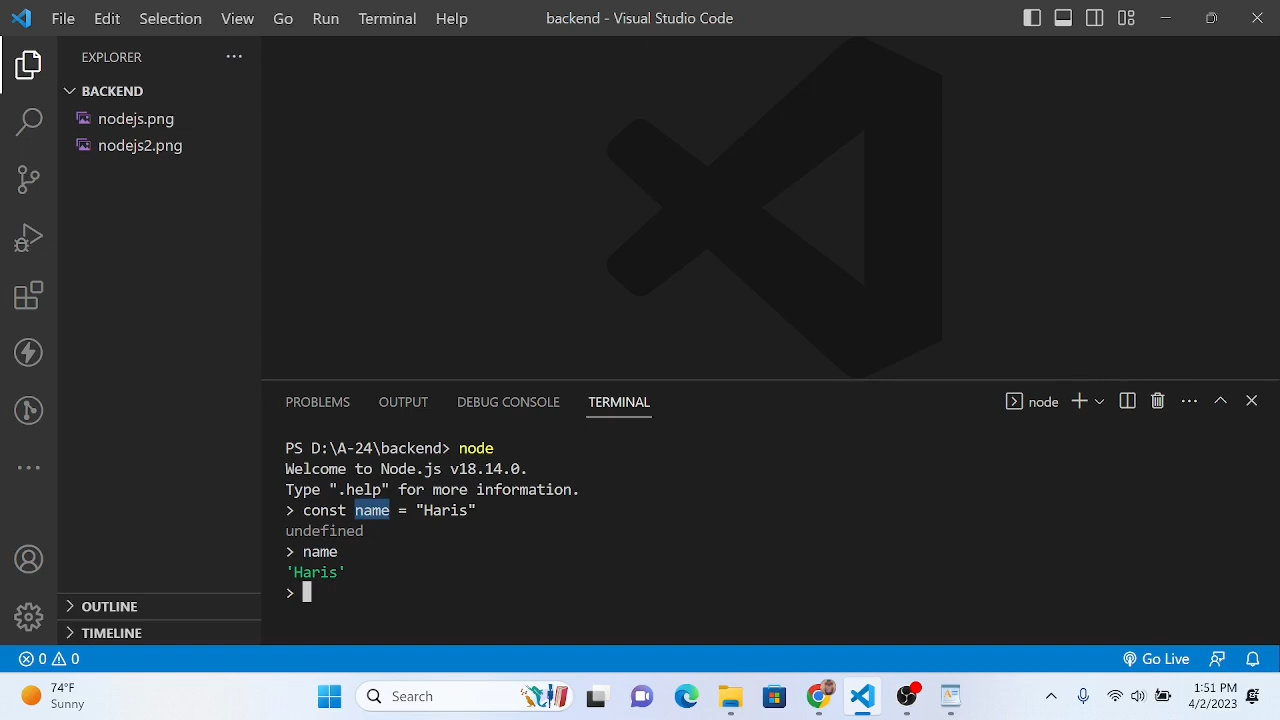 File Edit Selection View Go Run Terminal Help backend - Visual Studio Code
EXPLORER
BACKEND
nodejs.png
nodejs2.png
OUTLINE
TIMELINE
PROBLEMS OUTPUT DEBUG CONSOLE TERMINAL node
PS D:\A-24\backend> node
Welcome to Node.js v18.14.0.
Type ".help" for more information.
> const name = "Haris"
undefined
> name
'Haris'
>
0 0 Go Live
74°F
Sunny
Search
1:51 PM
4/2/2023